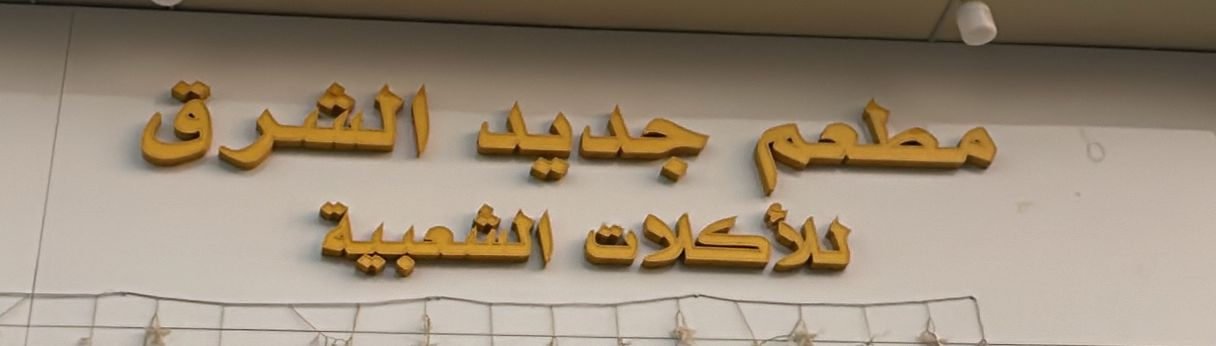 مطعم جديد الشرق
للأكلات الشعبية